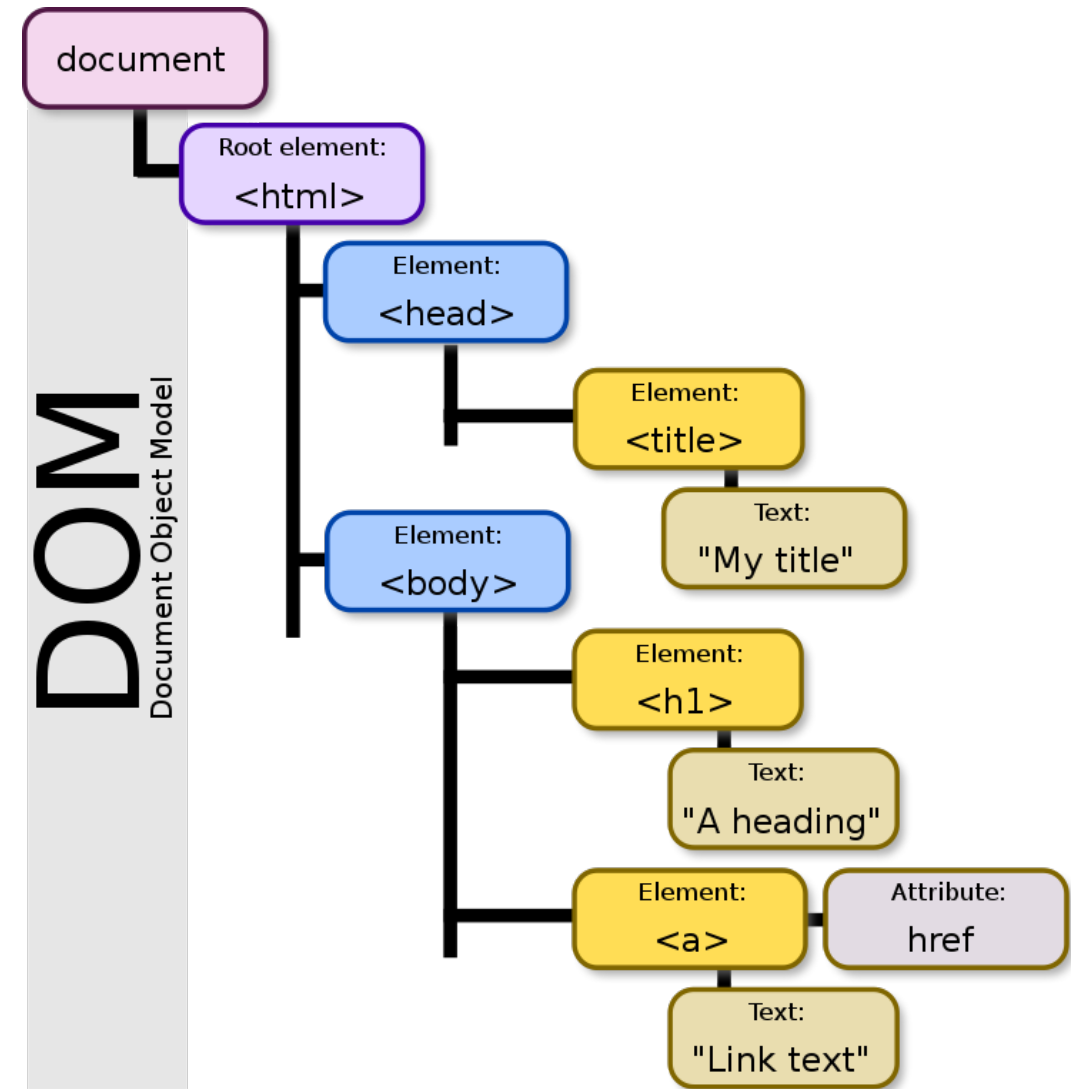 document
Root element:
<html>
Element:
<head>
Element:
<title>
Text:
"My title"
Element:
<body>
Element:
<h1>
Text:
"A heading"
Element:
<a>
Attribute:
href
Text:
"Link text"
DOM
Document Object Model